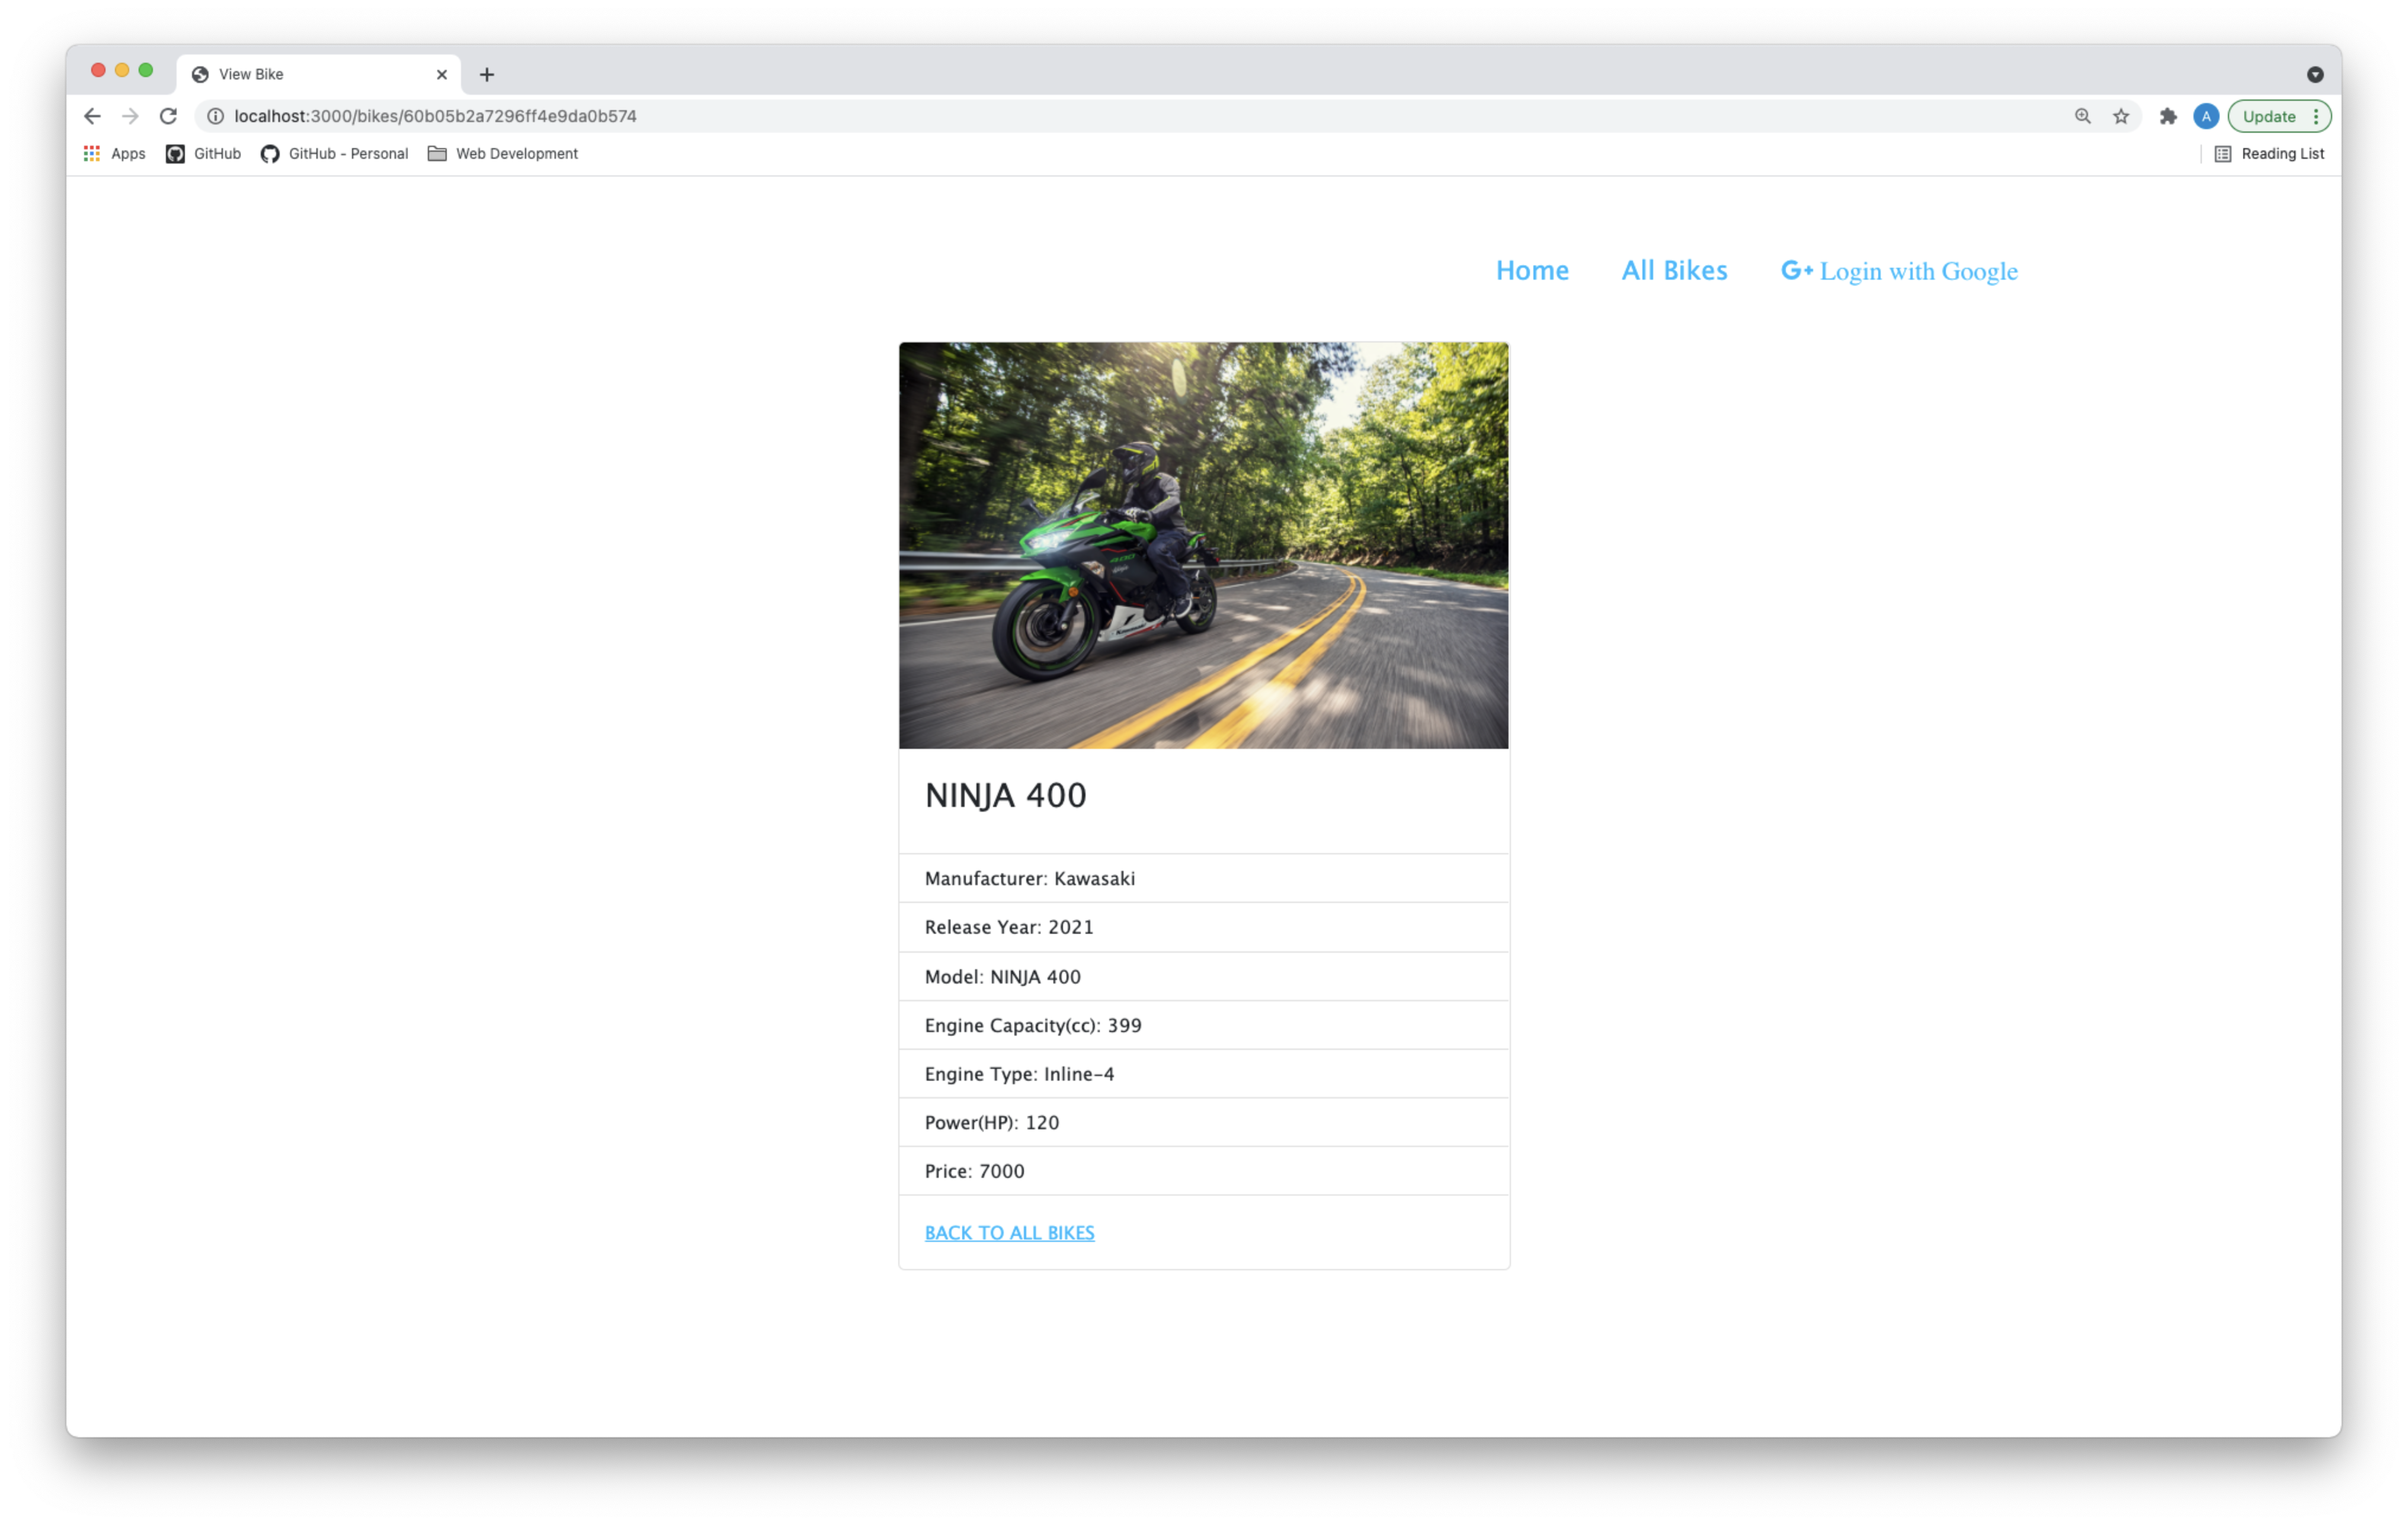 View Bike
localhost:3000/bikes/60b05b2a7296ff4e9da0b574
A
Update
Apps
GitHub
GitHub - Personal
Web Development
Reading List
Home
All Bikes
G+ Login with Google
400
NINJA 400
Manufacturer: Kawasaki
Release Year: 2021
Model: NINJA 400
Engine Capacity(cc): 399
Engine Type: Inline-4
Power(HP): 120
Price: 7000
BACK TO ALL BIKES